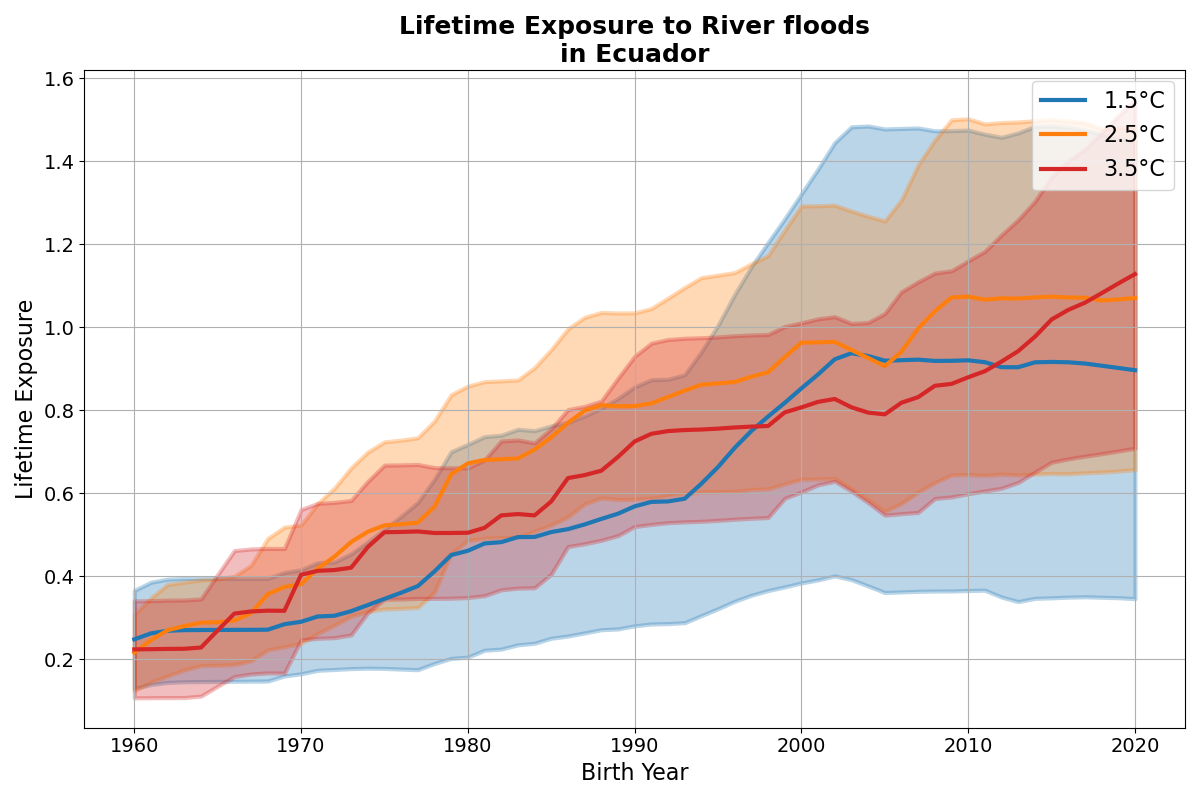 Lifetime Exposure to River floods
in Ecuador
1.6
1.4
1.2
1.0
0.8
0.6
0.4
0.2
Lifetime Exposure
1.5°C
2.5°C
3.5°C
1960 1970 1980 1990 2000 2010 2020
Birth Year